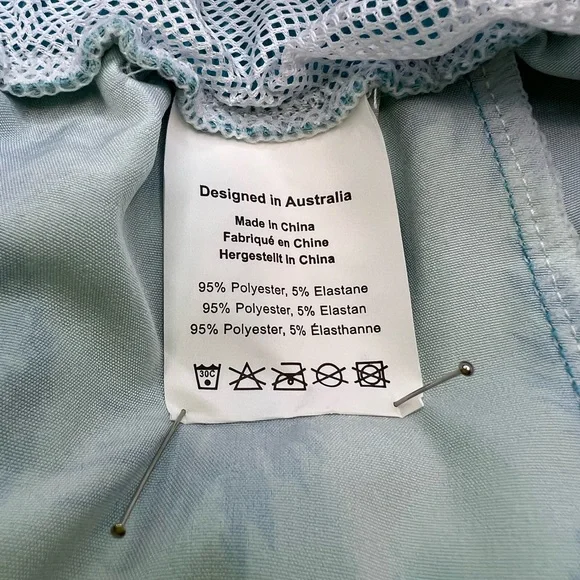 Designed in Australia
Made in China
Fabriqué en Chine
Hergestellt in China
95% Polyester, 5% Elastane
95% Polyester, 5% Elastan
95% Polyester, 5% Élasthanne
30C